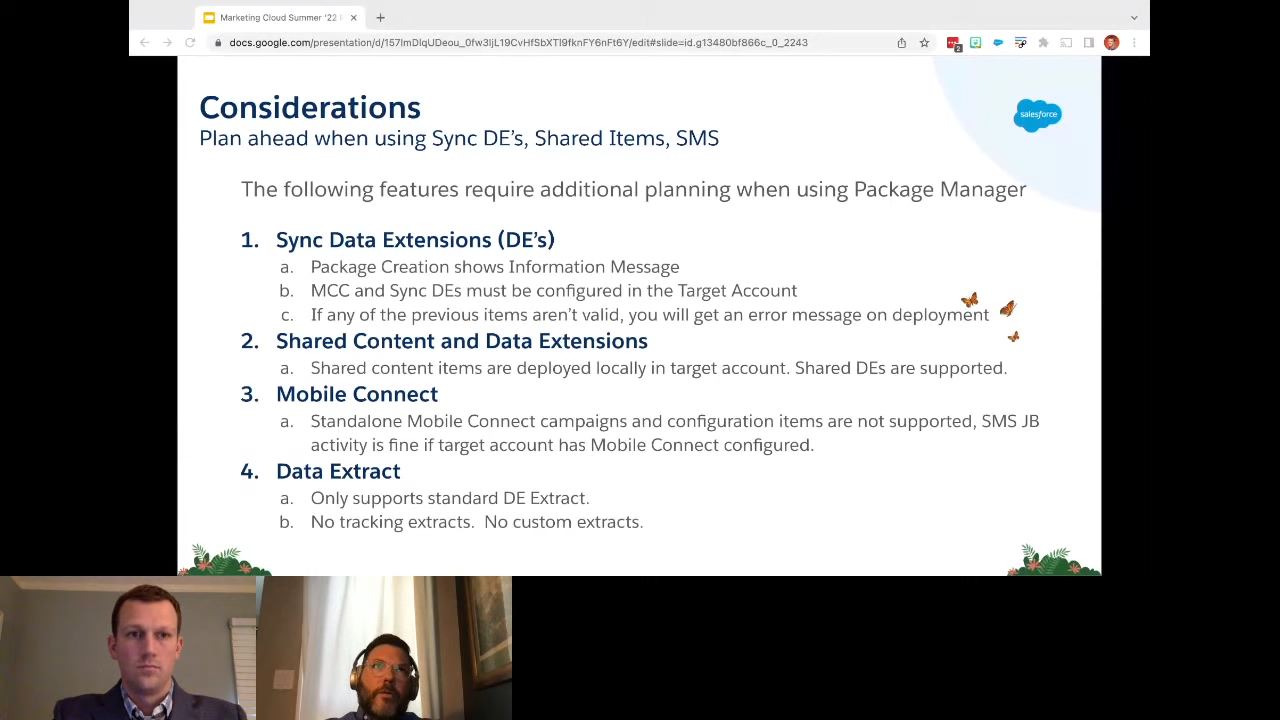 Marketing Cloud Summer '22
docs.google.com/presentation/d/157lmDlqUDeou_0fw3ljL19CvHfSbXTl9fknFY6nFt6Y/edit#slide=id.g13480bf866c_0_2243
2
Considerations
salesforce
Plan ahead when using Sync DE's, Shared Items, SMS
The following features require additional planning when using Package Manager
1. Sync Data Extensions (DE's)
a. Package Creation shows Information Message
b. MCC and Sync DEs must be configured in the Target Account
c. If any of the previous items aren't valid, you will get an error message on deployment
2. Shared Content and Data Extensions
a. Shared content items are deployed locally in target account. Shared DEs are supported.
3. Mobile Connect
a. Standalone Mobile Connect campaigns and configuration items are not supported, SMS JB
activity is fine if target account has Mobile Connect configured.
4. Data Extract
a. Only supports standard DE Extract.
b. No tracking extracts. No custom extracts.